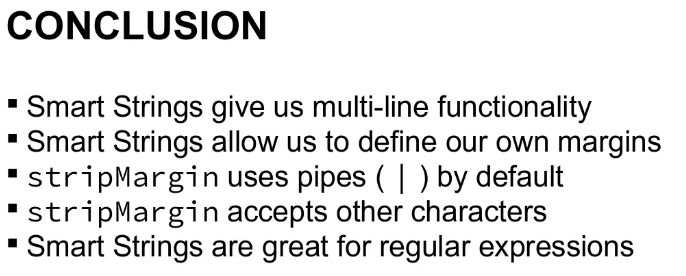 CONCLUSION
▪ Smart Strings give us multi-line functionality
▪ Smart Strings allow us to define our own margins
▪ stripMargin uses pipes ( | ) by default
▪ stripMargin accepts other characters
▪ Smart Strings are great for regular expressions